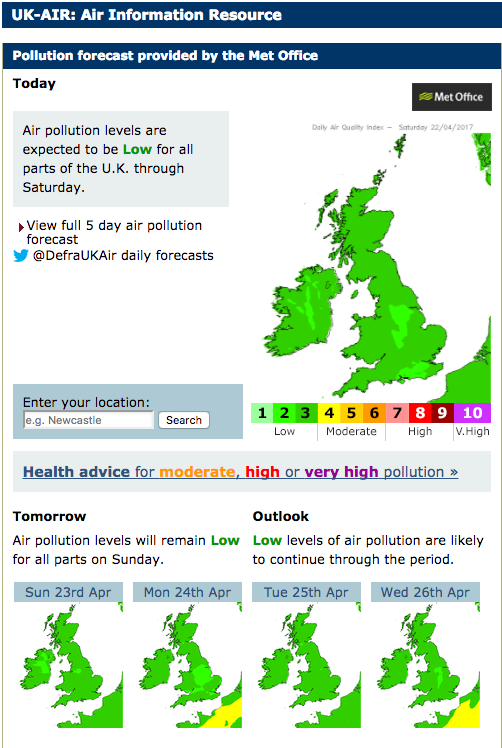 UK-AIR: Air Information Resource
Pollution forecast provided by the Met Office
Today
Met Office
Daily Air Quality Index — Saturday 22/04/2017
Air pollution levels are
expected to be Low for all
parts of the U.K. through
Saturday.
View full 5 day air pollution
forecast
@DefraUKAir daily forecasts
Enter your location:
e.g. Newcastle Search
1 2 3 4 5 6 7 8 9 10
Low Moderate High V.High
Health advice for moderate, high or very high pollution »
Tomorrow
Air pollution levels will remain Low
for all parts on Sunday.
Outlook
Low levels of air pollution are likely
to continue through the period.
Sun 23rd Apr Mon 24th Apr Tue 25th Apr Wed 26th Apr